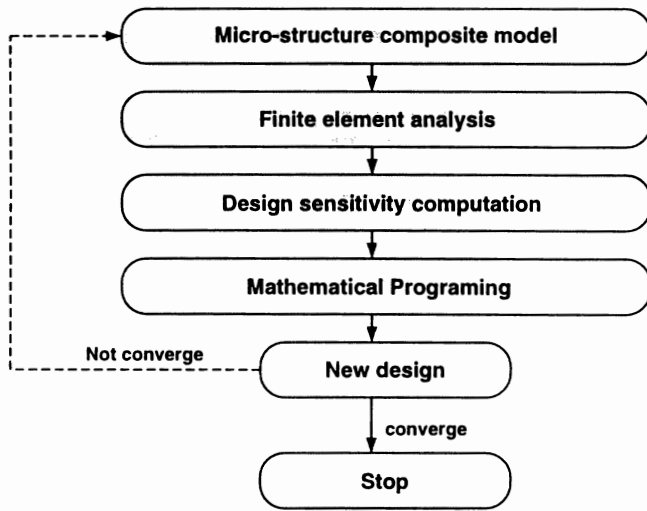 Micro-structure composite model
Finite element analysis
Design sensitivity computation
Mathematical Programing
Not converge
New design
converge
Stop